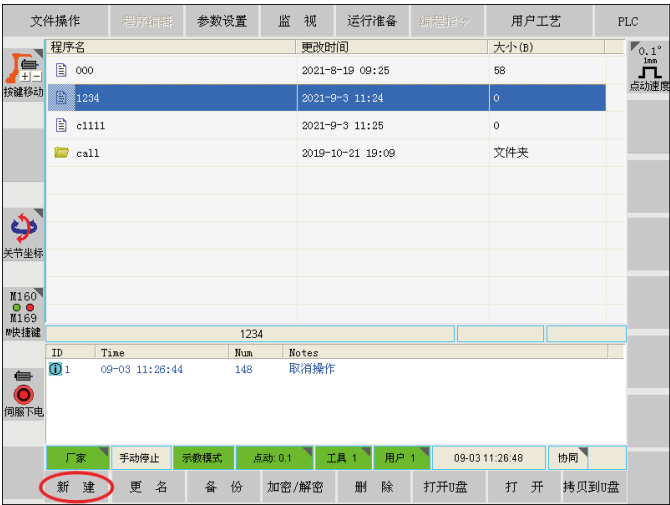 文件操作 程序编辑 参数设置 监 视 运行准备 编程指令 用户工艺 PLC
程序名 更改时间 大小(B)
000 2021-8-19 09:25 58
1234 2021-9-3 11:24 0
c1111 2021-9-3 11:25 0
call 2019-10-21 19:09 文件夹
按键移动
关节坐标
M160
M169
M快捷键
伺服下电
0.1°
1mm
点动速度
1234
ID Time Num Notes
1 09-03 11:26:44 148 取消操作
厂家 手动停止 示教模式 点动: 0.1 工具 1 用户 1 09-03 11:26:48 协同
新 建 更 名 备 份 加密/解密 删 除 打开U盘 打 开 拷贝到U盘